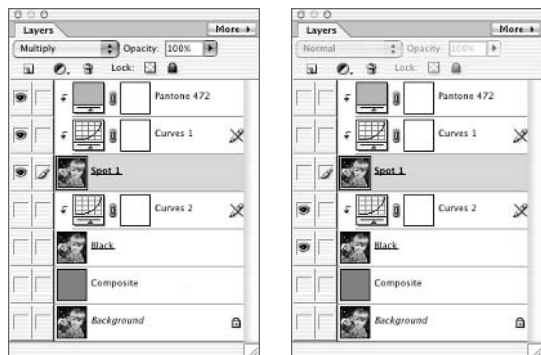 Layers
More
Multiply
Opacity: 100%
Lock:
Pantone 472
Curves 1
Spot 1
Curves 2
Black
Composite
Background
Layers
More
Normal
Opacity: 100%
Lock:
Pantone 472
Curves 1
Spot 1
Curves 2
Black
Composite
Background